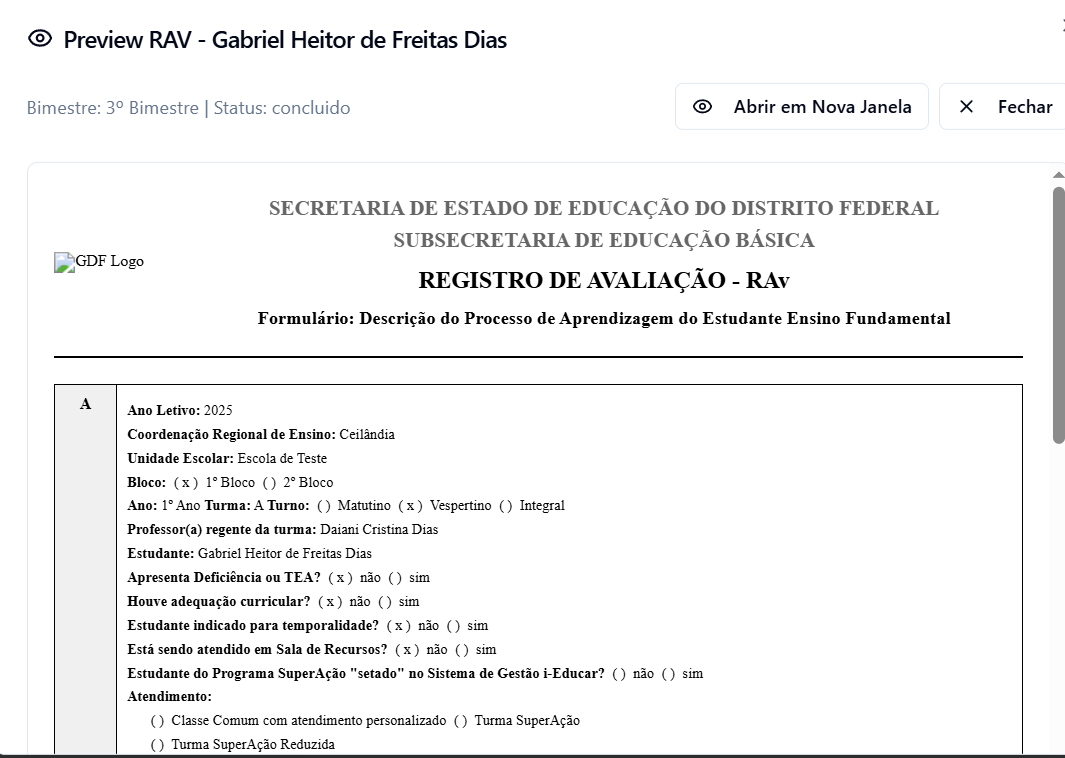 Preview RAV - Gabriel Heitor de Freitas Dias
Bimestre: 3º Bimestre | Status: concluido
Abrir em Nova Janela
Fechar
GDF Logo
SECRETARIA DE ESTADO DE EDUCAÇÃO DO DISTRITO FEDERAL
SUBSECRETARIA DE EDUCAÇÃO BÁSICA
REGISTRO DE AVALIAÇÃO - RAv
Formulário: Descrição do Processo de Aprendizagem do Estudante Ensino Fundamental
A
Ano Letivo: 2025
Coordenação Regional de Ensino: Ceilândia
Unidade Escolar: Escola de Teste
Bloco: ( x ) 1º Bloco ( ) 2º Bloco
Ano: 1º Ano Turma: A Turno: ( ) Matutino ( x ) Vespertino ( ) Integral
Professor(a) regente da turma: Daiani Cristina Dias
Estudante: Gabriel Heitor de Freitas Dias
Apresenta Deficiência ou TEA? ( x ) não ( ) sim
Houve adequação curricular? ( x ) não ( ) sim
Estudante indicado para temporalidade? ( x ) não ( ) sim
Está sendo atendido em Sala de Recursos? ( x ) não ( ) sim
Estudante do Programa SuperAção "setado" no Sistema de Gestão i-Educar? ( ) não ( ) sim
Atendimento:
( ) Classe Comum com atendimento personalizado ( ) Turma SuperAção
( ) Turma SuperAção Reduzida